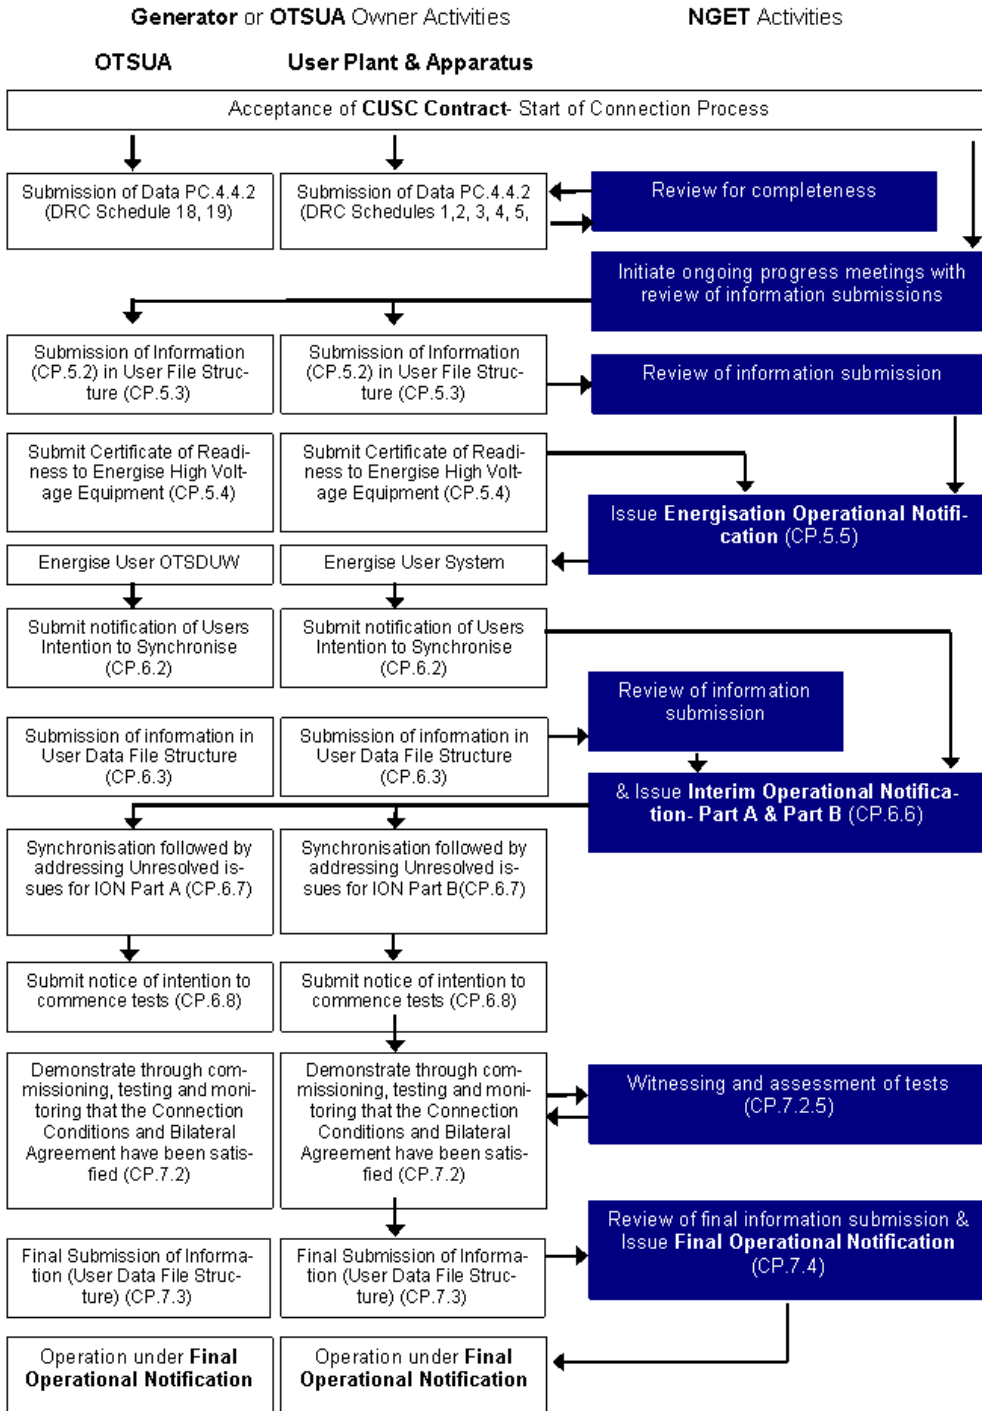 Generator or OTSUA Owner Activities
NGET Activities
OTSUA
User Plant & Apparatus
Acceptance of CUSC Contract- Start of Connection Process
Submission of Data PC.4.4.2
(DRC Schedule 18, 19)
Submission of Data PC.4.4.2
(DRC Schedules 1,2, 3, 4, 5,
Review for completeness
Initiate ongoing progress meetings with
review of information submissions
Submission of Information
(CP.5.2) in User File Struc-
ture (CP.5.3)
Submission of Information
(CP.5.2) in User File Struc-
ture (CP.5.3)
Review of information submission
Submit Certificate of Readi-
ness to Energise High Volt-
age Equipment (CP.5.4)
Submit Certificate of Readi-
ness to Energise High Volt-
age Equipment (CP.5.4)
Issue Energisation Operational Notifi-
cation (CP.5.5)
Energise User OTSDUW
Energise User System
Submit notification of Users
Intention to Synchronise
(CP.6.2)
Submit notification of Users
Intention to Synchronise
(CP.6.2)
Review of information
submission
Submission of information in
User Data File Structure
(CP.6.3)
Submission of information in
User Data File Structure
(CP.6.3)
& Issue Interim Operational Notifica-
tion- Part A & Part B (CP.6.6)
Synchronisation followed by
addressing Unresolved is-
sues for ION Part A (CP.6.7)
Synchronisation followed by
addressing Unresolved is-
sues for ION Part B(CP.6.7)
Submit notice of intention to
commence tests (CP.6.8)
Submit notice of intention to
commence tests (CP.6.8)
Demonstrate through com-
missioning, testing and moni-
toring that the Connection
Conditions and Bilateral
Agreement have been satis-
fied (CP.7.2)
Demonstrate through com-
missioning, testing and moni-
toring that the Connection
Conditions and Bilateral
Agreement have been satis-
fied (CP.7.2)
Witnessing and assessment of tests
(CP.7.2.5)
Review of final information submission &
Issue Final Operational Notification
(CP.7.4)
Final Submission of Informa-
tion (User Data File Struc-
ture) (CP.7.3)
Final Submission of Informa-
tion (User Data File Struc-
ture) (CP.7.3)
Operation under Final
Operational Notification
Operation under Final
Operational Notification